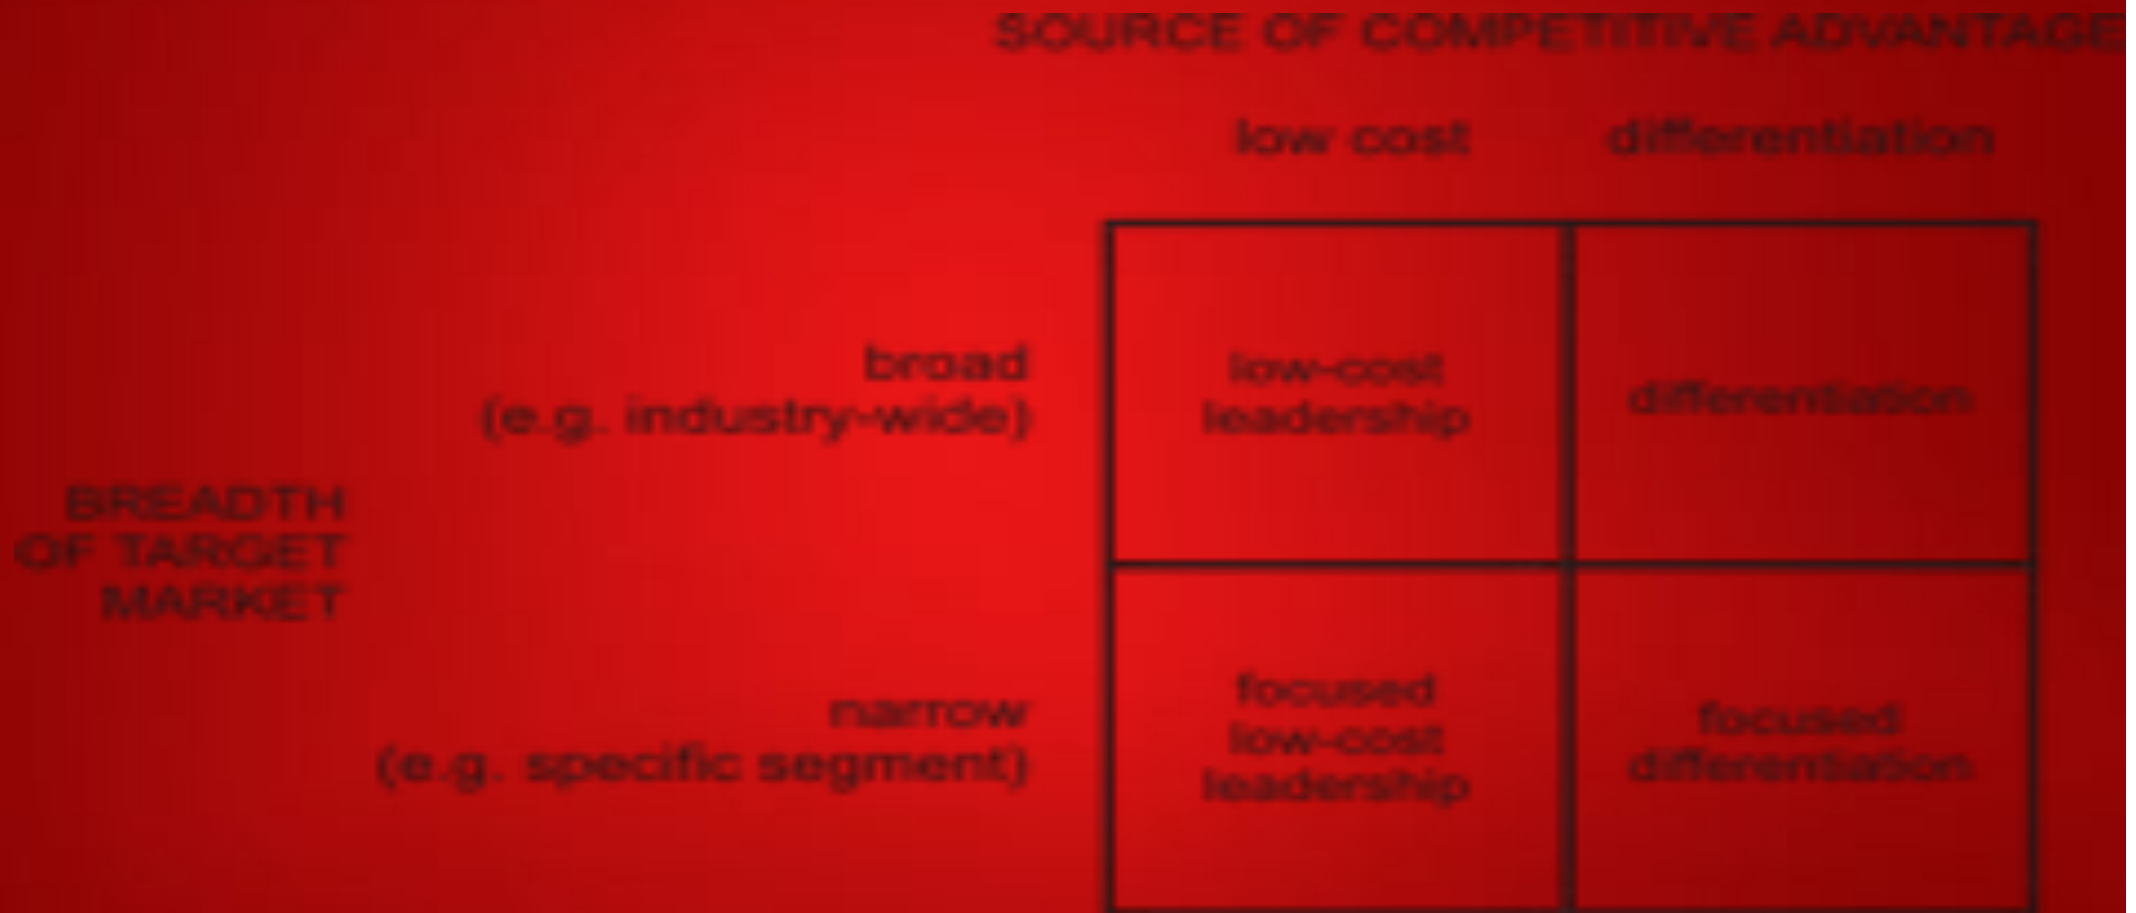 SOURCE OF COMPETITIVE ADVANTAGE
low cost differentiation
broad
(e.g. industry-wide)
low-cost
leadership
differentiation
BREADTH
OF TARGET
MARKET
narrow
(e.g. specific segment)
focused
low-cost
leadership
focused
differentiation